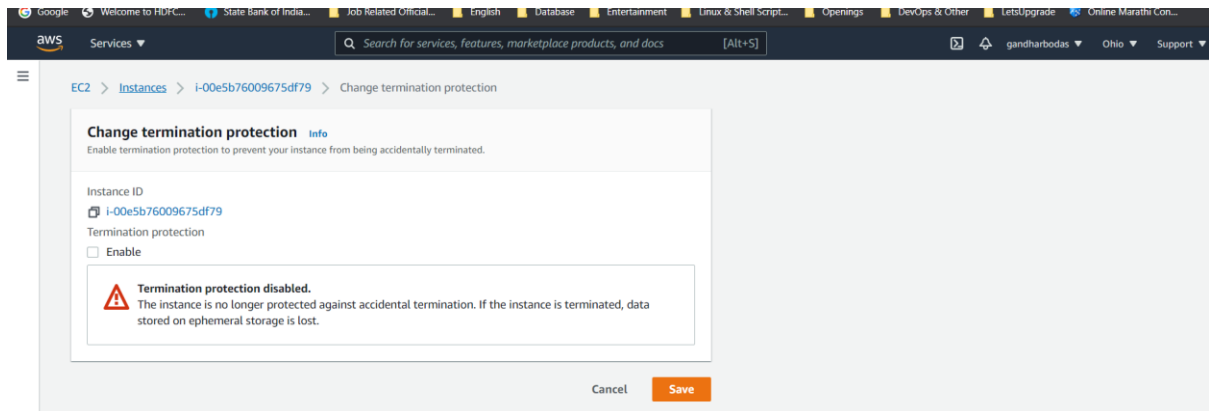 Google Welcome to HDFC... State Bank of India... Job Related Official... English Database Entertainment Linux & Shell Script... Openings DevOps & Other LetsUpgrade Online Marathi Con...
aws Services ▼ Search for services, features, marketplace products, and docs [Alt+S] gandharbodas ▼ Ohio ▼ Support ▼
EC2 > Instances > i-00e5b76009675df79 > Change termination protection
Change termination protection Info
Enable termination protection to prevent your instance from being accidentally terminated.
Instance ID
i-00e5b76009675df79
Termination protection
Enable
Termination protection disabled.
The instance is no longer protected against accidental termination. If the instance is terminated, data
stored on ephemeral storage is lost.
Cancel Save